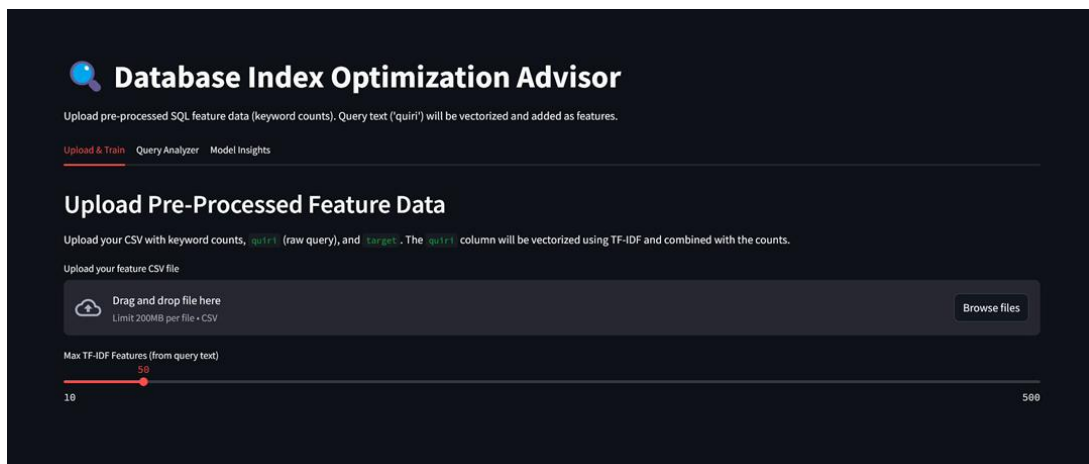 Database Index Optimization Advisor
Upload pre-processed SQL feature data (keyword counts). Query text ('quiri') will be vectorized and added as features.
Upload & Train Query Analyzer Model Insights
Upload Pre-Processed Feature Data
Upload your CSV with keyword counts, quiri (raw query), and target . The quiri column will be vectorized using TF-IDF and combined with the counts.
Upload your feature CSV file
Drag and drop file here
Limit 200MB per file • CSV
Browse files
Max TF-IDF Features (from query text)
50
10 500